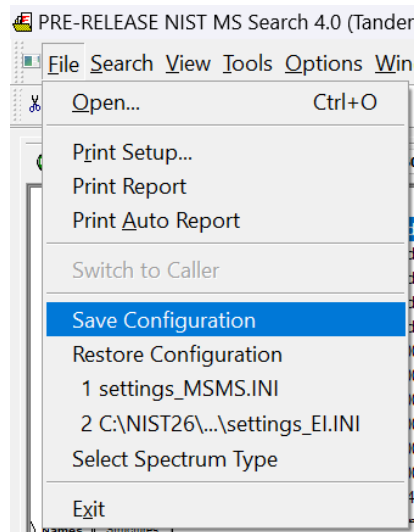 PRE-RELEASE NIST MS Search 4.0 (Tander
File Search View Tools Options Win
Open... Ctrl+O
Print Setup...
Print Report
Print Auto Report
Switch to Caller
Save Configuration
Restore Configuration
1 settings_MSMS.INI
2 C:\NIST26\...\settings_EI.INI
Select Spectrum Type
Exit